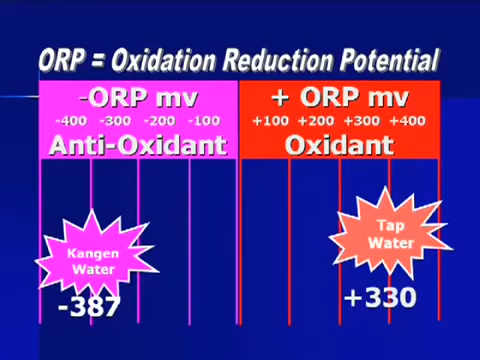 ORP = Oxidation Reduction Potential
-ORP mv
-400 -300 -200 -100
Anti-Oxidant
+ ORP mv
+100 +200 +300 +400
Oxidant
Kangen
Water
-387
Tap
Water
+330